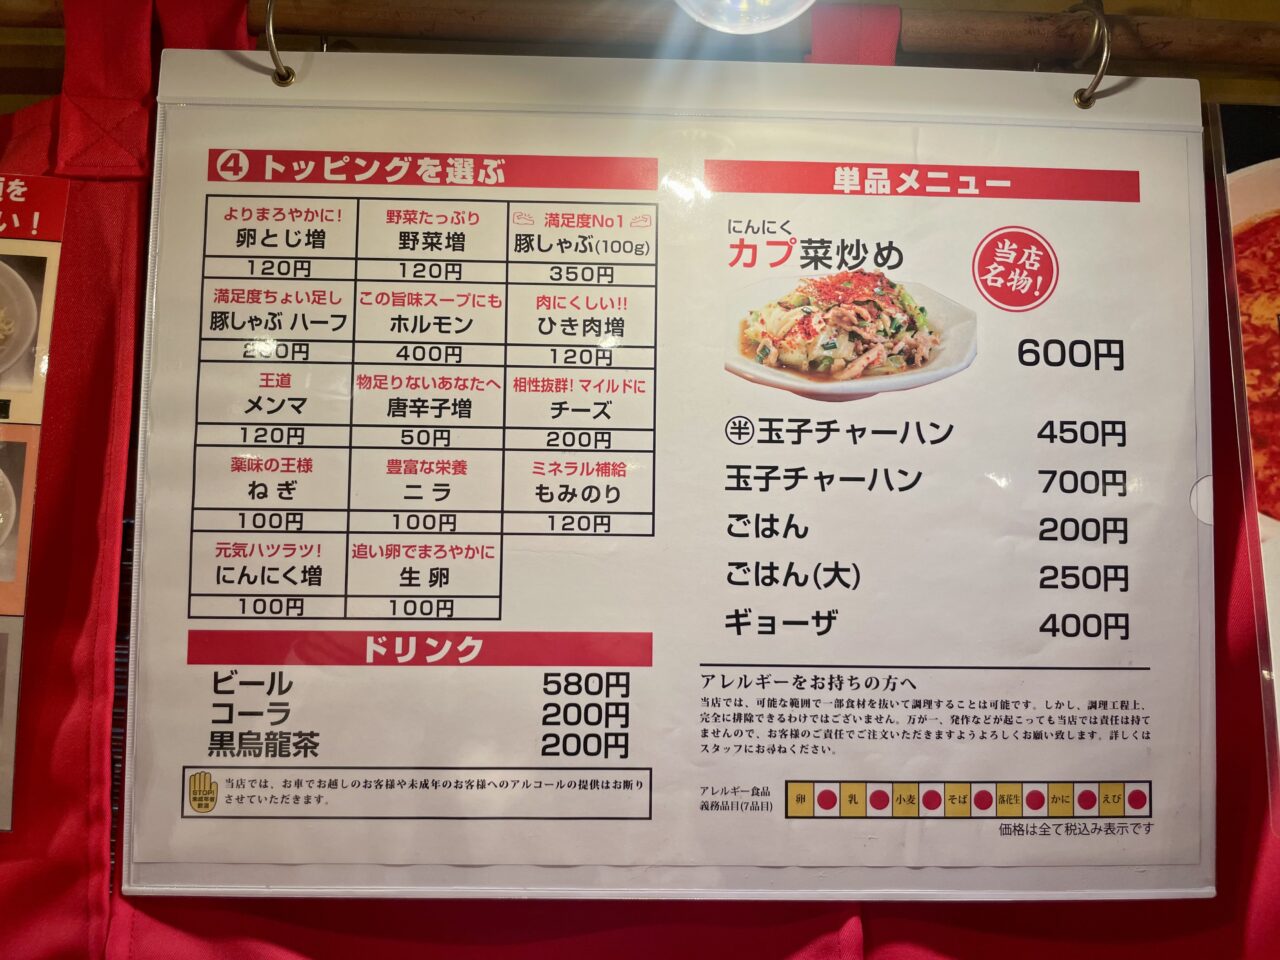 ❹ トッピングを選ぶ
よりまろやかに!
卵とじ増
120円
野菜たっぷり
野菜増
120円
満足度No1
豚しゃぶ(100g)
350円
満足度ちょい足し
豚しゃぶ ハーフ
円
この旨味スープにも
ホルモン
400円
肉にくしい!!
ひき肉増
120円
王道
メンマ
120円
物足りないあなたへ
唐辛子増
50円
相性抜群! マイルドに
チーズ
200円
薬味の王様
ねぎ
100円
豊富な栄養
ニラ
100円
ミネラル補給
もみのり
120円
元気ハツラツ!
にんにく増
100円
追い卵でまろやかに
生卵
100円
ドリンク
ビール 580円
コーラ 200円
黒烏龍茶 200円
STOP!
未成年者
飲酒
当店では、お車でお越しのお客様や未成年のお客様へのアルコールの提供はお断り
させていただきます。
単品メニュー
にんにく
カプ菜炒め
当店
名物!
600円
半玉子チャーハン 450円
玉子チャーハン 700円
ごはん 200円
ごはん(大) 250円
ギョーザ 400円
アレルギーをお持ちの方へ
当店では、可能な範囲で一部食材を抜いて調理することは可能です。しかし、調理工程上、
完全に排除できるわけではございません。万が一、発作などが起こっても当店では責任は持て
ませんので、お客様のご責任でご注文いただきますようよろしくお願い致します。詳しくは
スタッフにお尋ねください。
アレルギー食品
義務品目(7品目)
卵 乳 小麦 そば 落花生 かに えび
価格は全て税込み表示です
を
い!